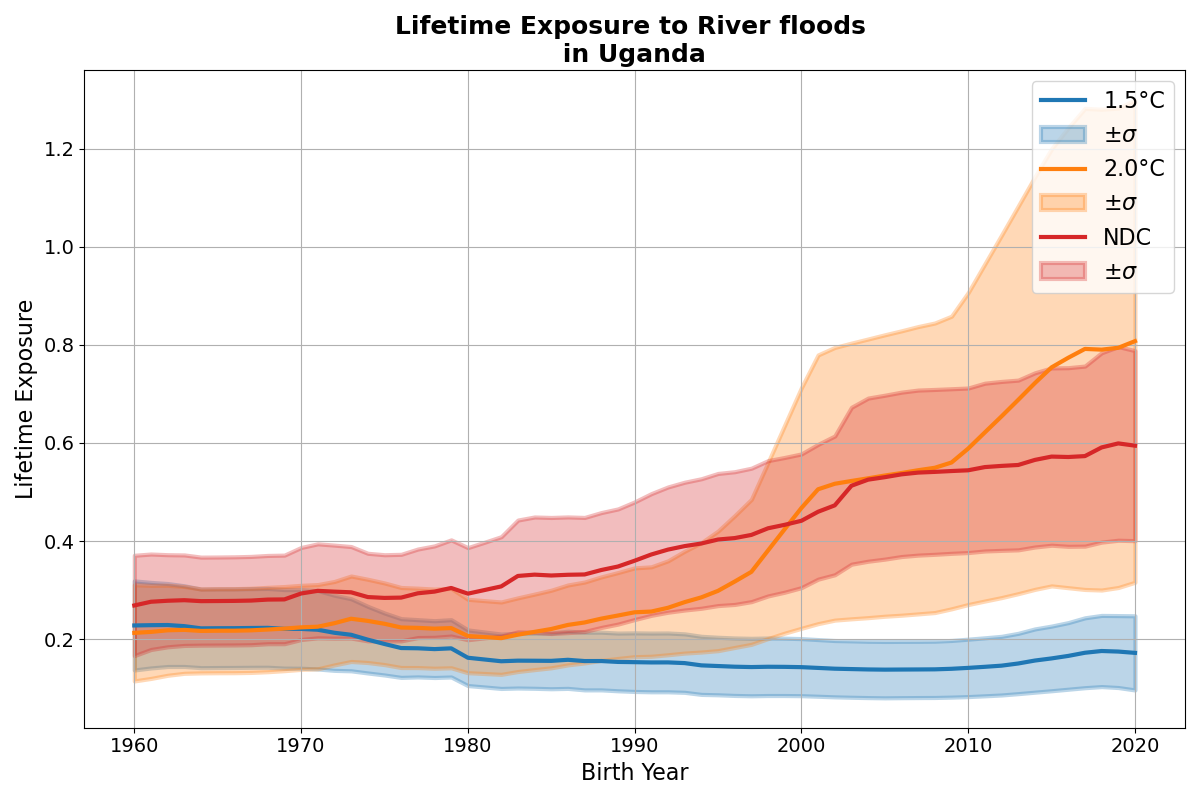 Lifetime Exposure to River floods
in Uganda
1.5°C
±σ
2.0°C
±σ
NDC
±σ
Lifetime Exposure
1.2
1.0
0.8
0.6
0.4
0.2
1960 1970 1980 1990 2000 2010 2020
Birth Year